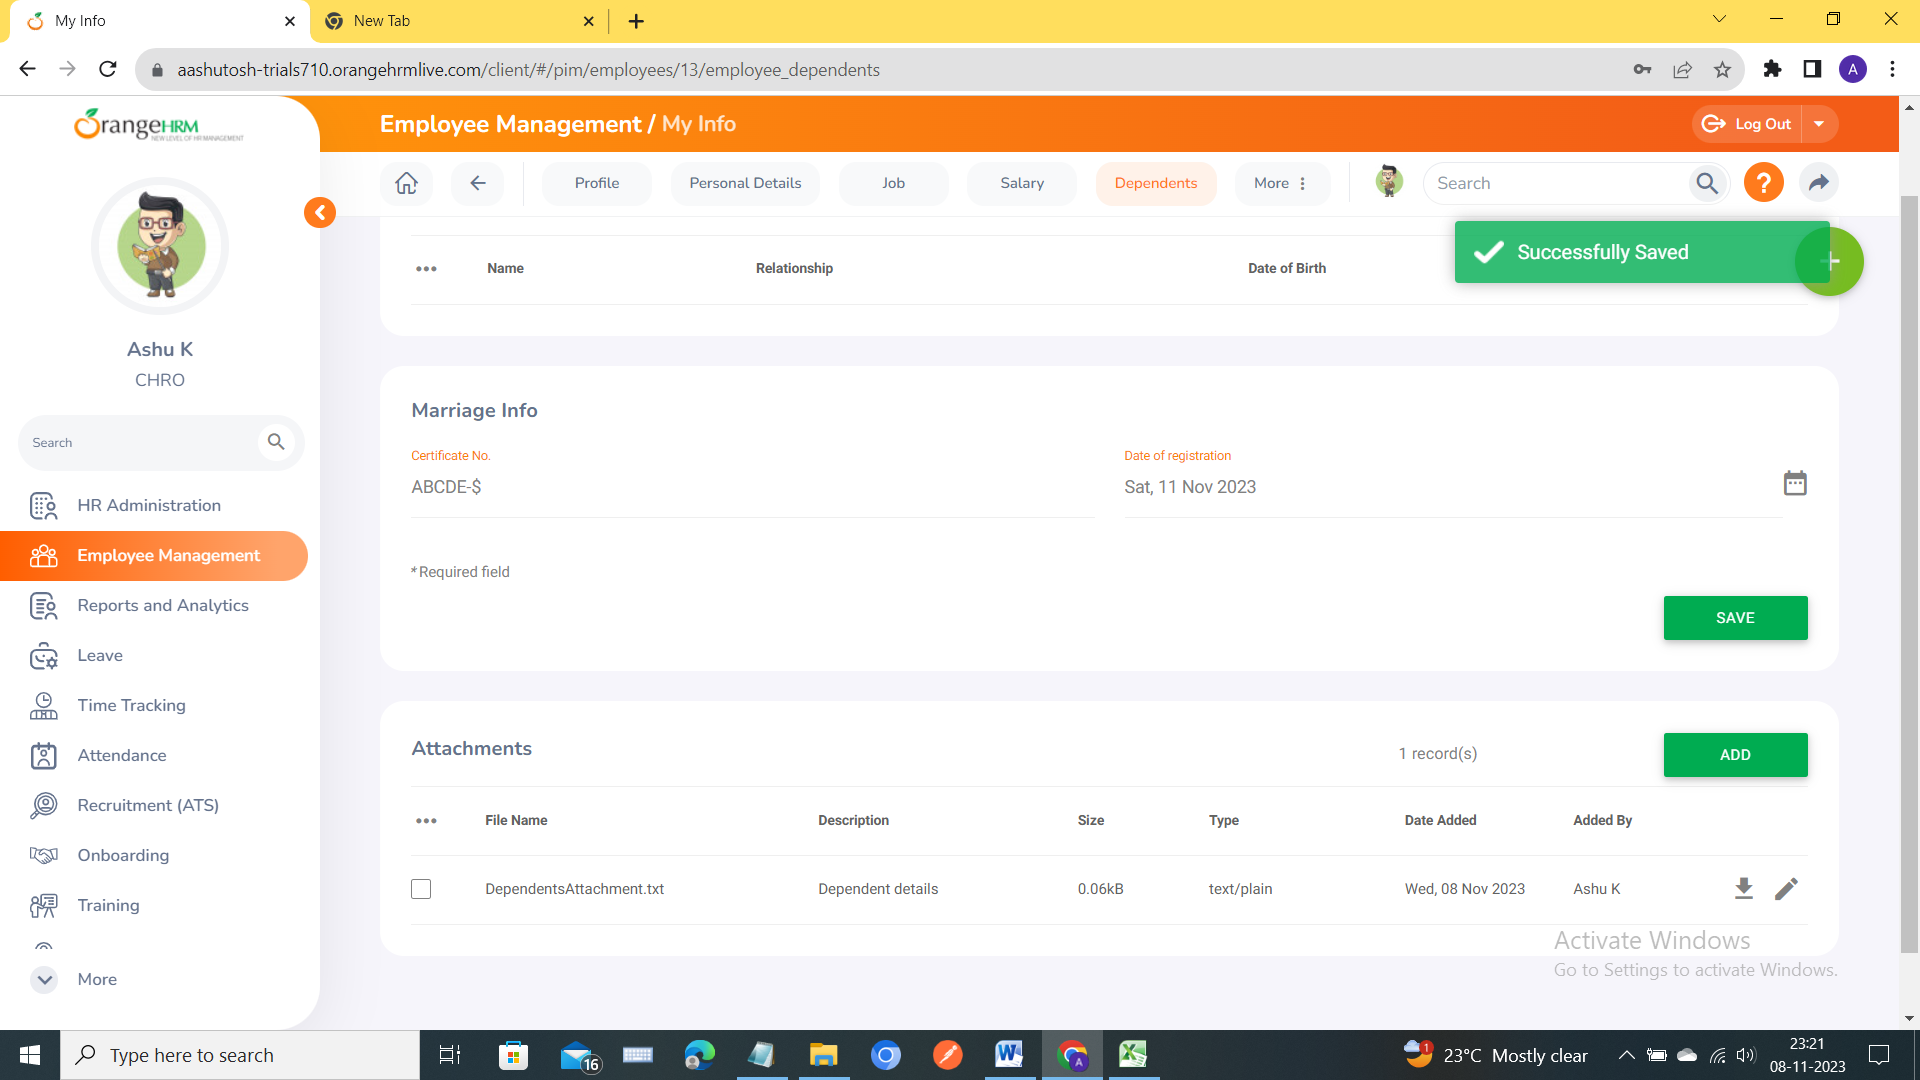 My Info
New Tab
aashutosh-trials710.orangehrmlive.com/client/#/pim/employees/13/employee_dependents
A
OrangeHRM
NEW LEVEL OF HR MANAGEMENT
Employee Management / My Info
Log Out
Profile
Personal Details
Job
Salary
Dependents
More
Search
?
Successfully Saved
Name
Relationship
Date of Birth
Ashu K
CHRO
Search
HR Administration
Employee Management
Reports and Analytics
Leave
Time Tracking
Attendance
Recruitment (ATS)
Onboarding
Training
More
Marriage Info
Certificate No.
Date of registration
ABCDE-$
Sat, 11 Nov 2023
* Required field
SAVE
Attachments
1 record(s)
ADD
File Name
Description
Size
Type
Date Added
Added By
DependentsAttachment.txt
Dependent details
0.06kB
text/plain
Wed, 08 Nov 2023
Ashu K
Activate Windows
Go to Settings to activate Windows.
Type here to search
16
A
1
23°C Mostly clear
23:21
08-11-2023